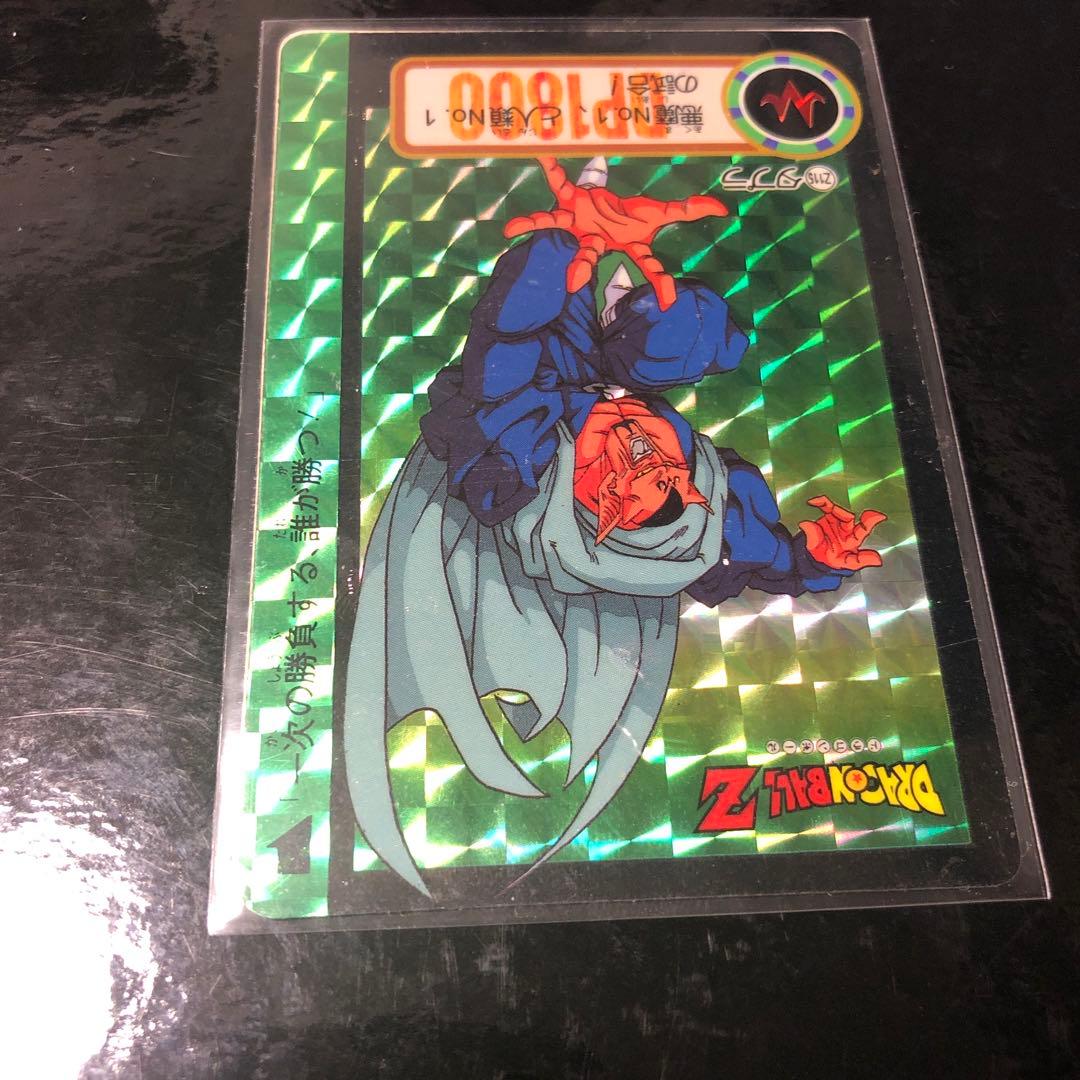 DRAGON BALL Z
Z115 ダブラ
BP1800
悪魔No.1と、人類No.1
の試合!
次の勝負する、誰が勝つ!」